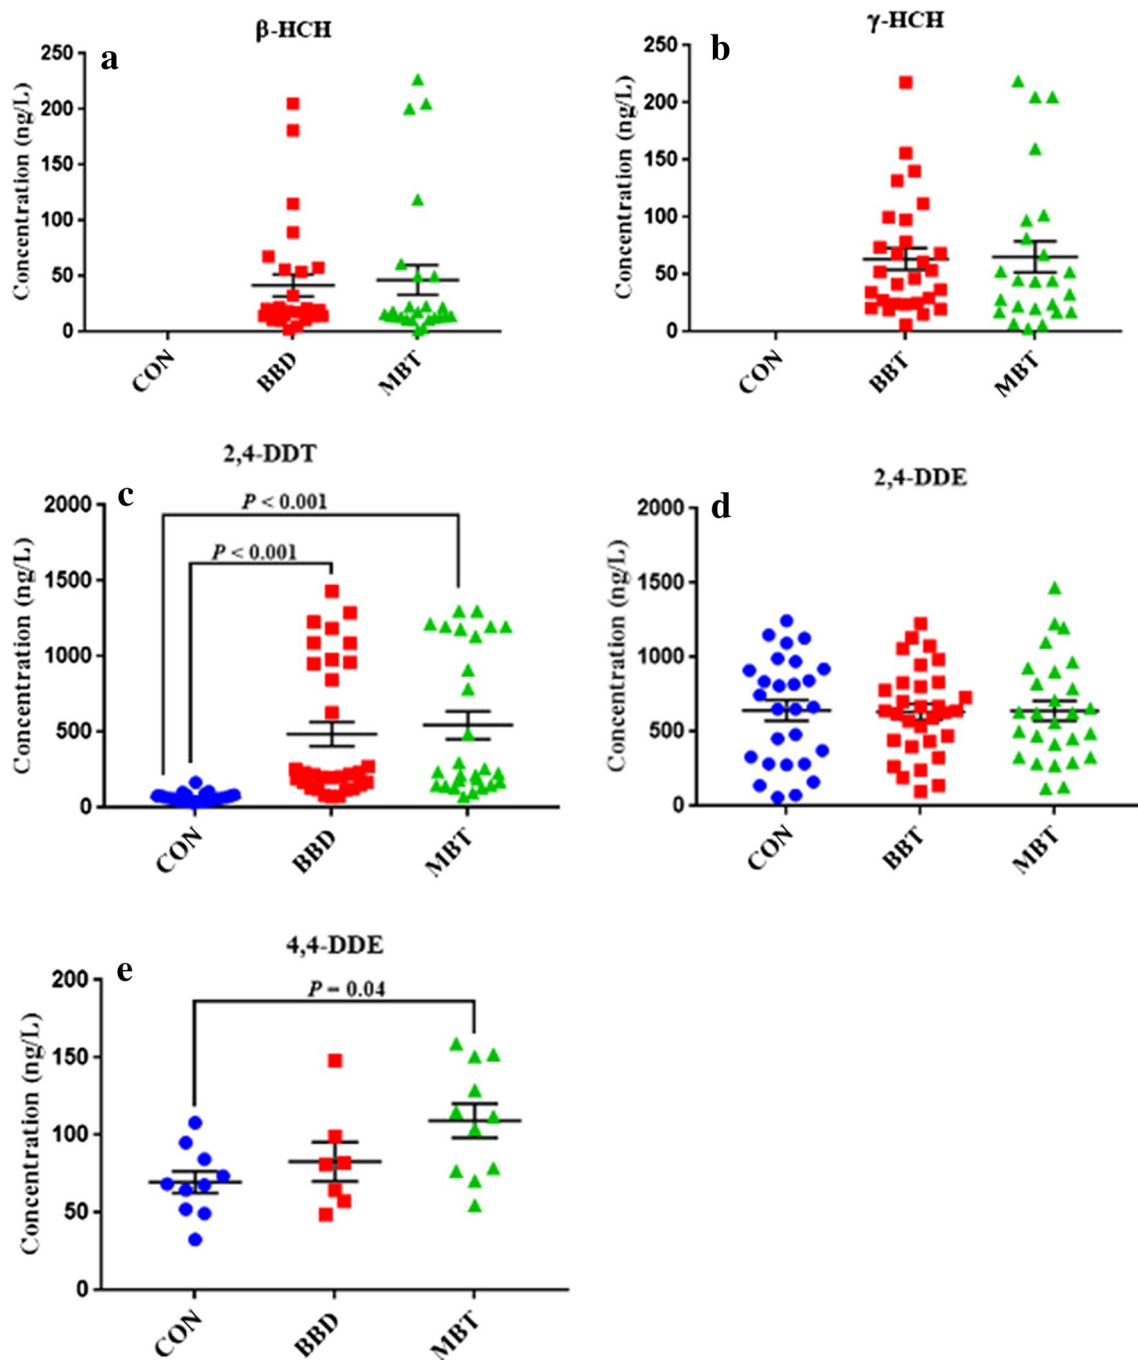 β-HCH
a
Concentration (ng/L)
250
200
150
100
50
0
CON
BBD
MBT
γ-HCH
b
Concentration (ng/L)
250
200
150
100
50
0
CON
BBT
MBT
2,4-DDT
c
P < 0.001
P < 0.001
Concentration (ng/L)
2000
1500
1000
500
0
CON
BBD
MBT
2,4-DDE
d
Concentration (ng/L)
2000
1500
1000
500
0
CON
BBT
MBT
4,4-DDE
e
P = 0.04
Concentration (ng/L)
200
150
100
50
0
CON
BBD
MBT